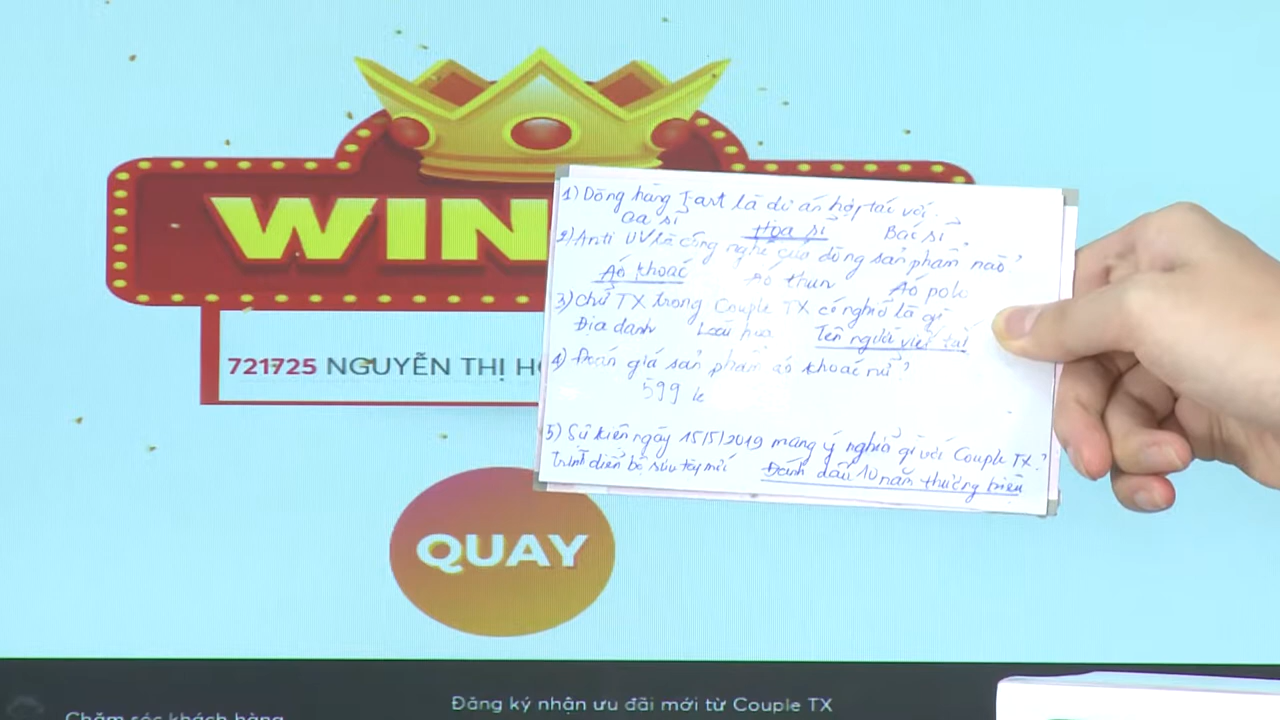 WIN
721725 NGUYỄN THỊ
1) Dòng hàng Tart là dự án hợp tác với.
Ca sĩ Họa sĩ Bác sĩ
2) Anti UV là công nghệ của dòng sản phẩm nào?
Áo khoác Áo thun Áo polo
3) Chữ TX trong Couple TX có nghĩa là gì
Địa danh Loài hoa Tên người viết tắt
4) Đoán giá sản phẩm áo khoác nữ?
599 k
5) Sự kiện ngày 15/5/2019 mang ý nghĩa gì với Couple TX?
Trình diễn bộ sưu tập mới Đánh dấu 10 năm thương hiệu
QUAY
Đăng ký nhận ưu đãi mới từ Couple TX
Chăm sóc khách hàng